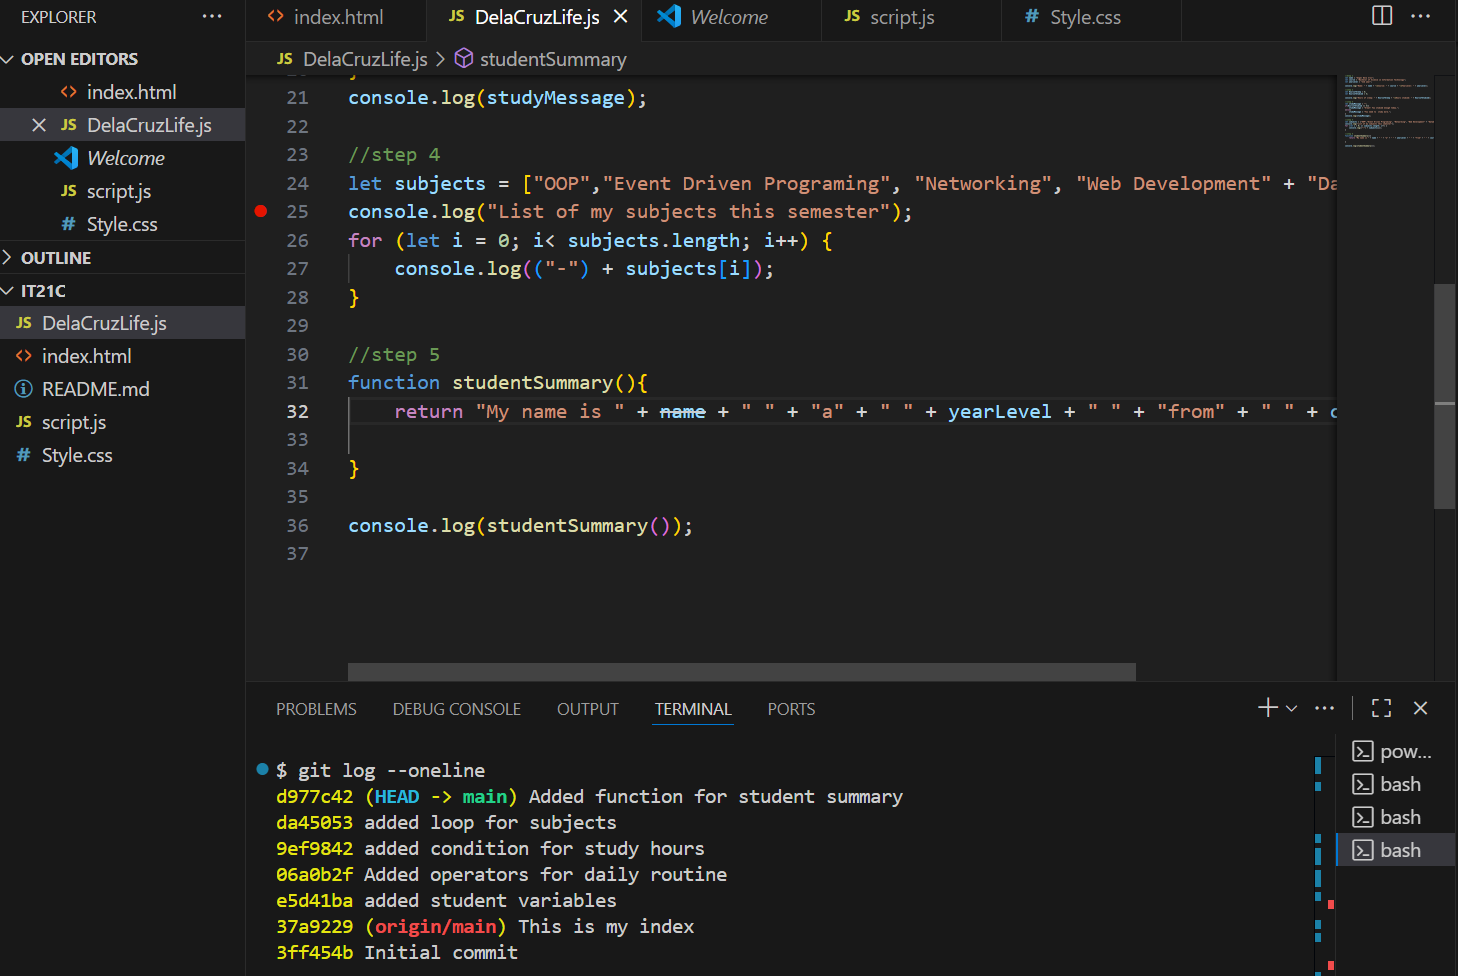 EXPLORER
OPEN EDITORS
index.html
JS DelaCruzLife.js
Welcome
JS script.js
# Style.css
OUTLINE
IT21C
JS DelaCruzLife.js
index.html
README.md
JS script.js
# Style.css
index.html
JS DelaCruzLife.js
Welcome
JS script.js
# Style.css
JS DelaCruzLife.js > studentSummary
21 console.log(studyMessage);
22
23 //step 4
24 let subjects = ["OOP","Event Driven Programing", "Networking", "Web Development" + "Da
25 console.log("List of my subjects this semester");
26 for (let i = 0; i< subjects.length; i++) {
27 console.log(("-") + subjects[i]);
28 }
29
30 //step 5
31 function studentSummary(){
32 return "My name is " + name + " " + "a" + " " + yearLevel + " " + "from" + " " + c
33
34 }
35
36 console.log(studentSummary());
37
PROBLEMS DEBUG CONSOLE OUTPUT TERMINAL PORTS
$ git log --oneline
d977c42 (HEAD -> main) Added function for student summary
da45053 added loop for subjects
9ef9842 added condition for study hours
06a0b2f Added operators for daily routine
e5d41ba added student variables
37a9229 (origin/main) This is my index
3ff454b Initial commit
pow...
bash
bash
bash